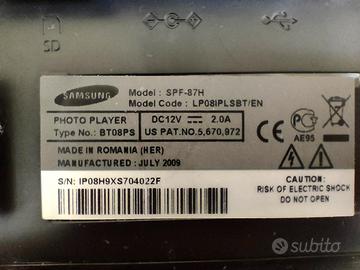 SD
SAMSUNG
Model : SPF-87H
Model Code : LP08IPLSBT/EN
PHOTO PLAYER
Type No.: BT08PS
DC12V 2.0A
US PAT.NO.5,670,972
MADE IN ROMANIA (HER)
MANUFACTURED : JULY 2009
AE95
S/N: IP08H9XS704022F
CAUTION
RISK OF ELECTRIC SHOCK
DO NOT OPEN
subito